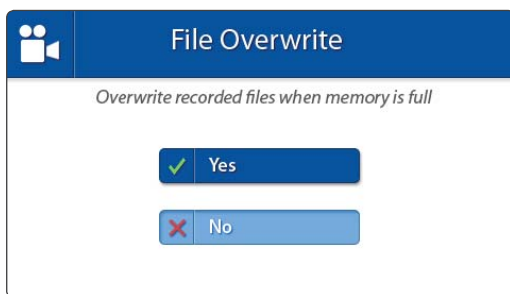 File Overwrite
Overwrite recorded files when memory is full
Yes
No